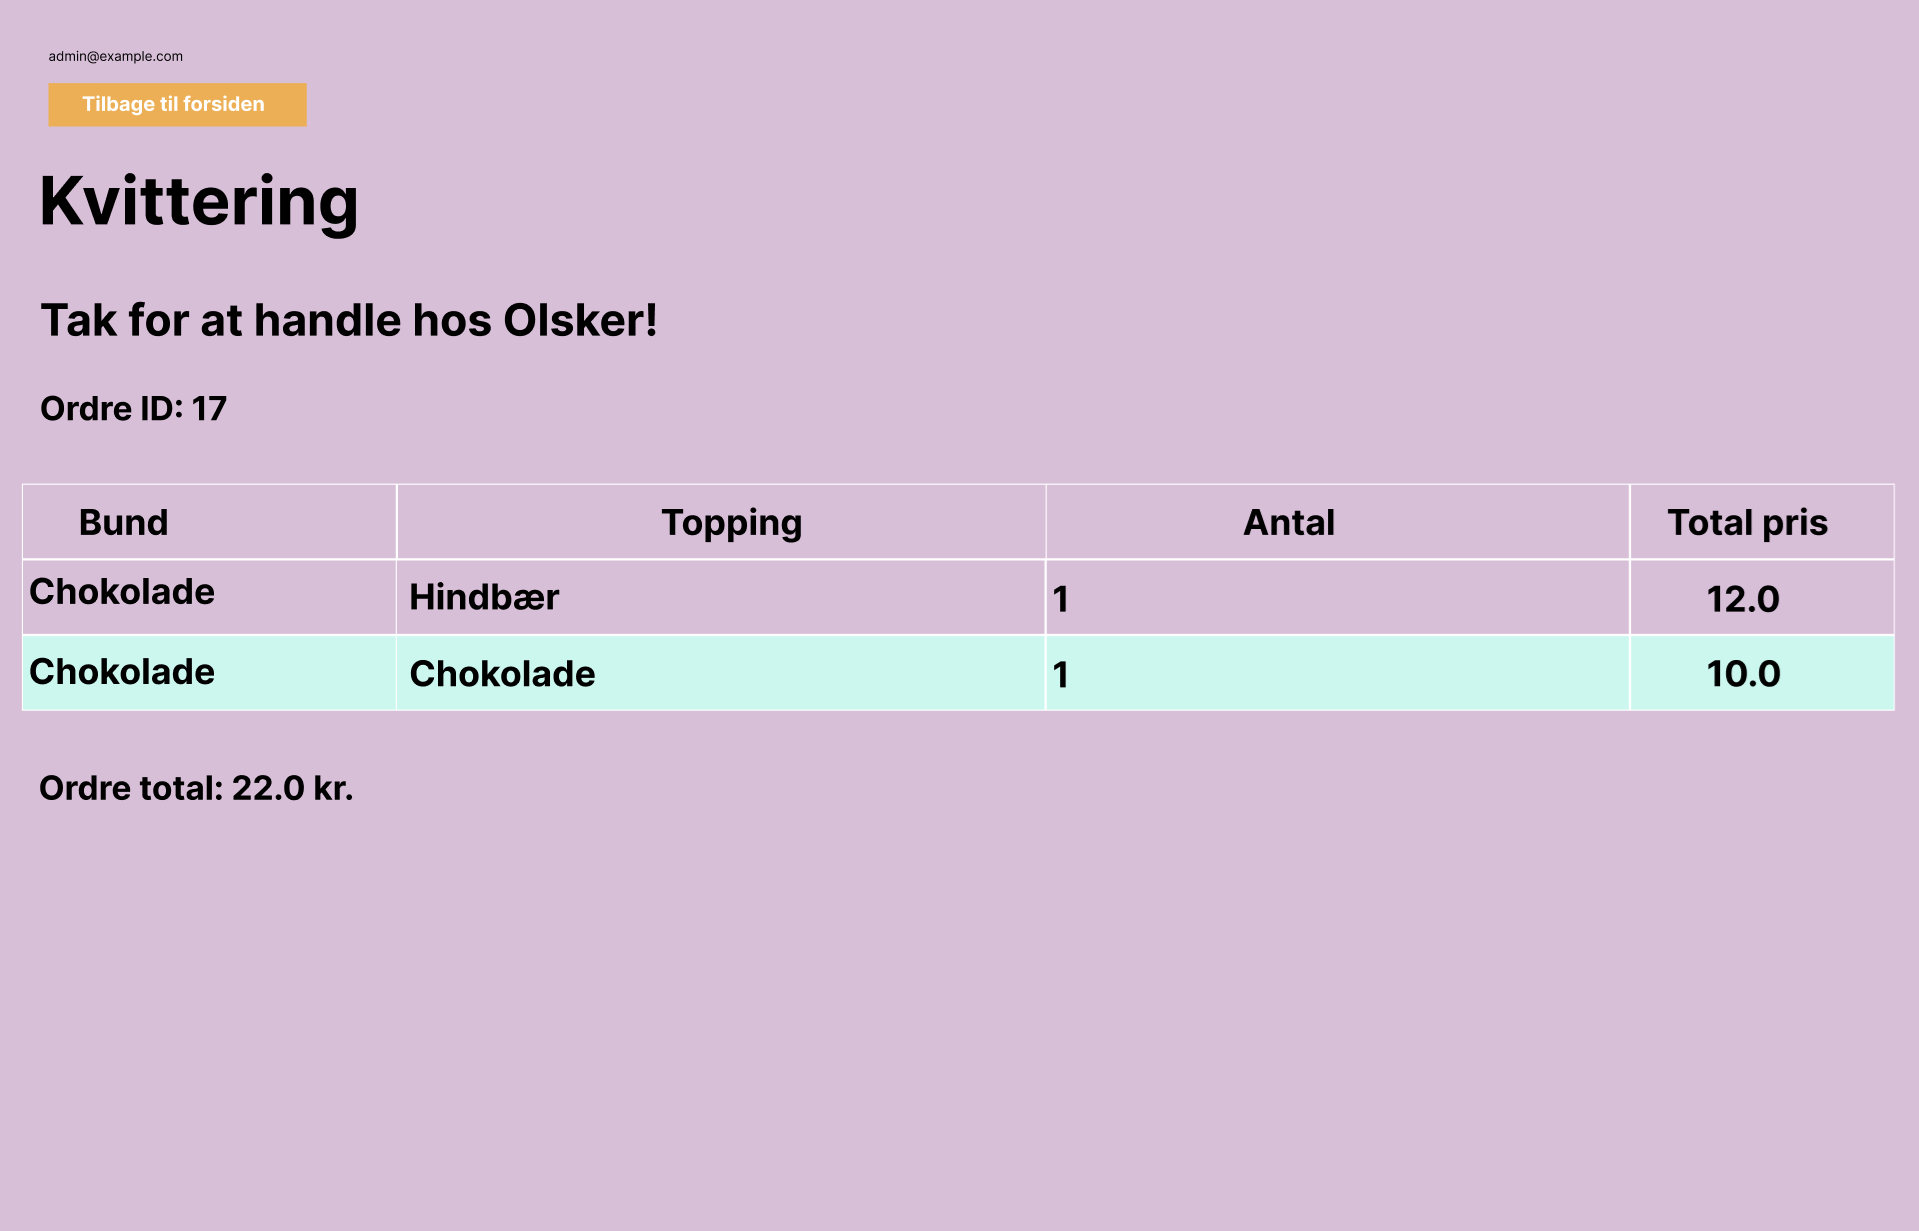 admin@example.com
Tilbage til forsiden
Kvittering
Tak for at handle hos Olsker!
Ordre ID: 17
Bund Topping Antal Total pris
Chokolade Hindbær 1 12.0
Chokolade Chokolade 1 10.0
Ordre total: 22.0 kr.